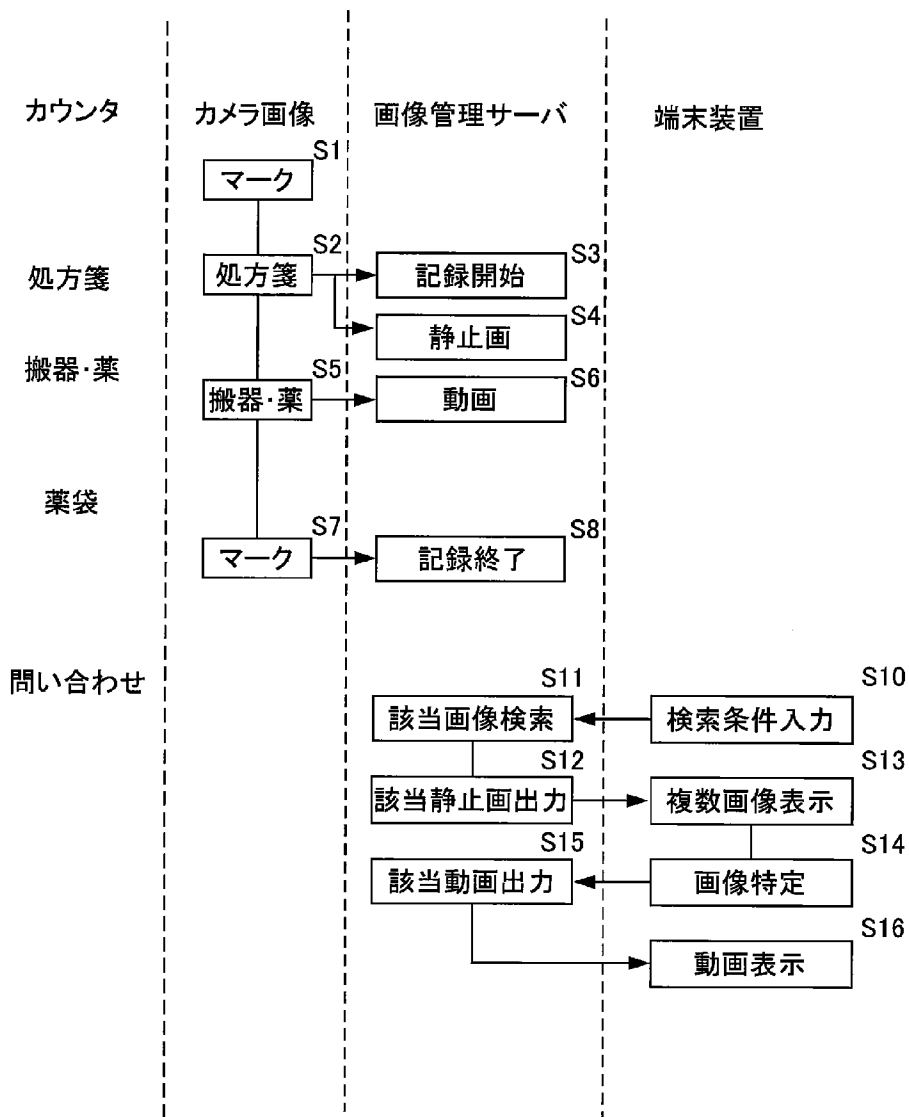 カウンタ
カメラ画像
画像管理サーバ
端末装置
S1
マーク
S2
S3
処方箋
処方箋
記録開始
S4
静止画
搬器・薬
S5
S6
搬器・薬
動画
薬袋
S7
S8
マーク
記録終了
問い合わせ
S11
S10
該当画像検索
検索条件入力
S12
S13
該当静止画出力
複数画像表示
S15
S14
該当動画出力
画像特定
S16
動画表示